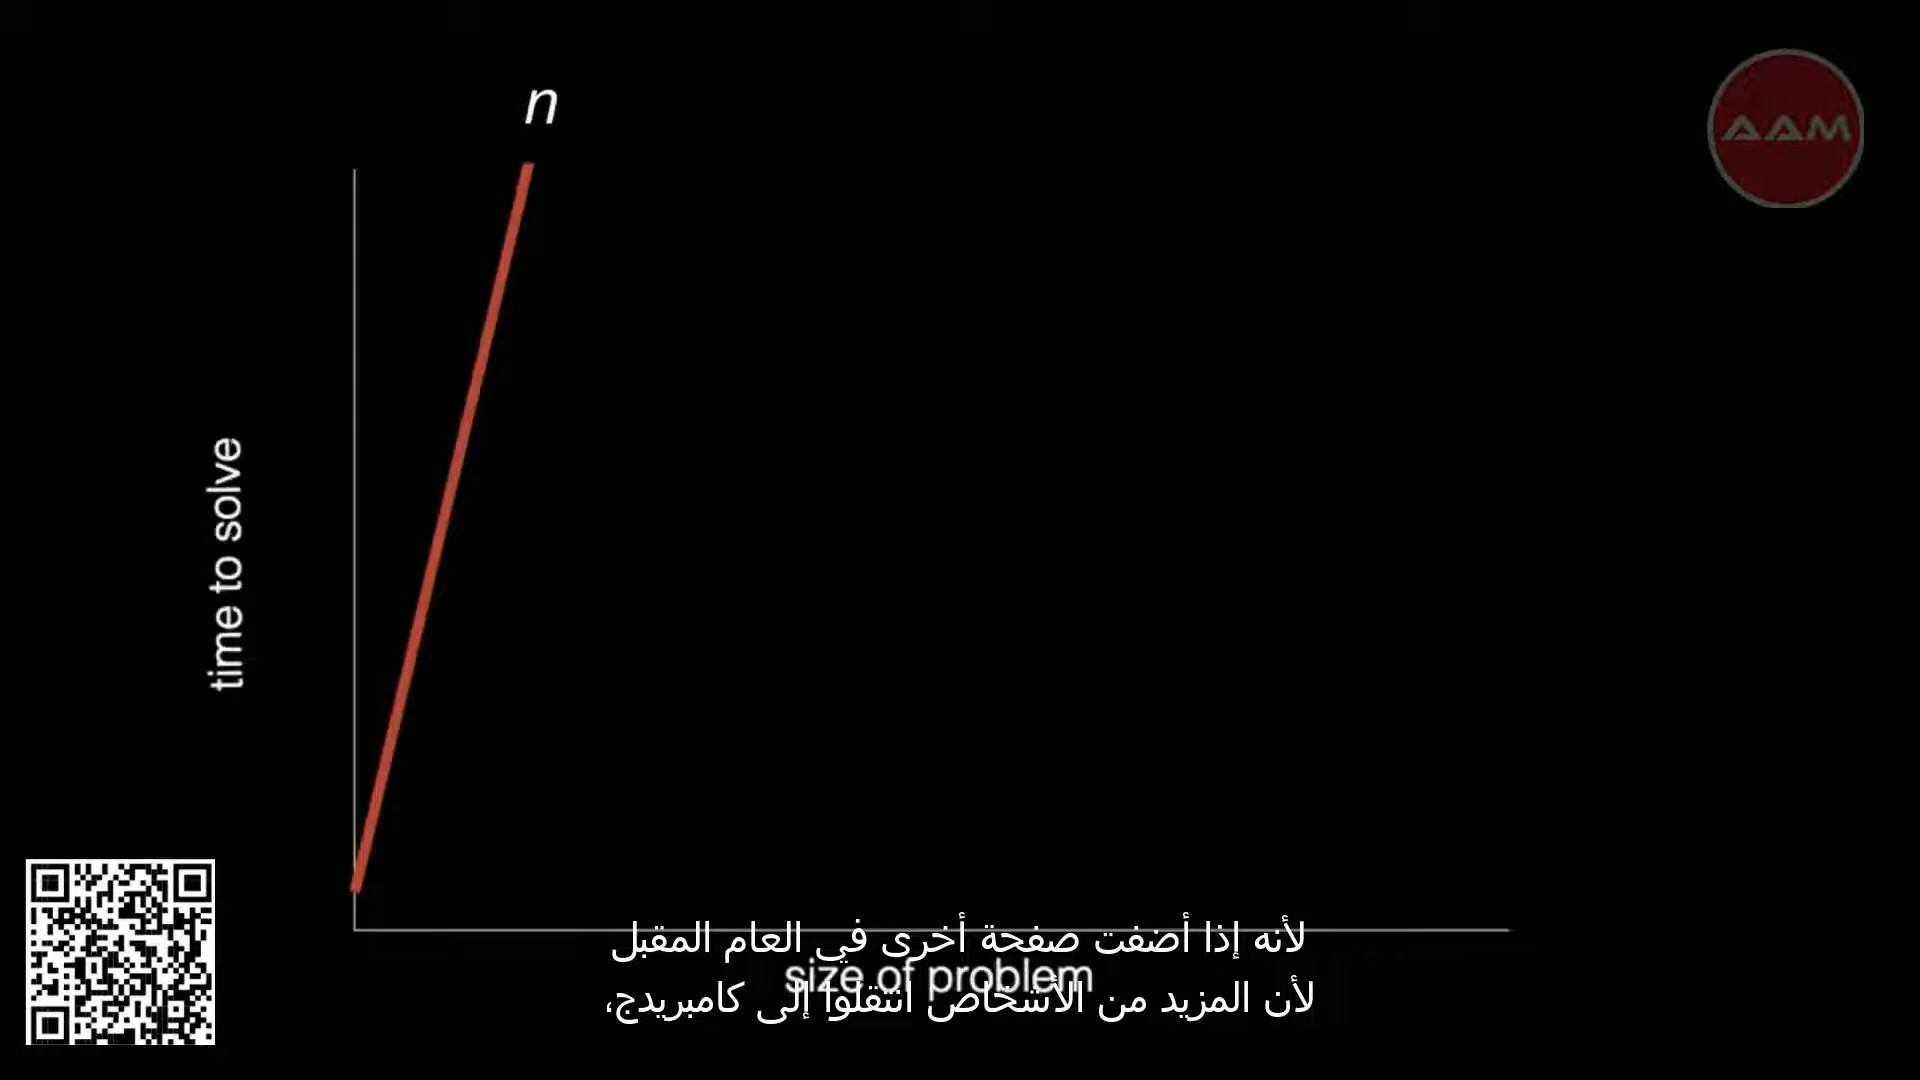 n
AAM
time to solve
size of problem
لأنه إذا أضفت صفحة أخرى في العام المقبل
لأن المزيد من الأشخاص انتقلوا إلى كامبريدج،